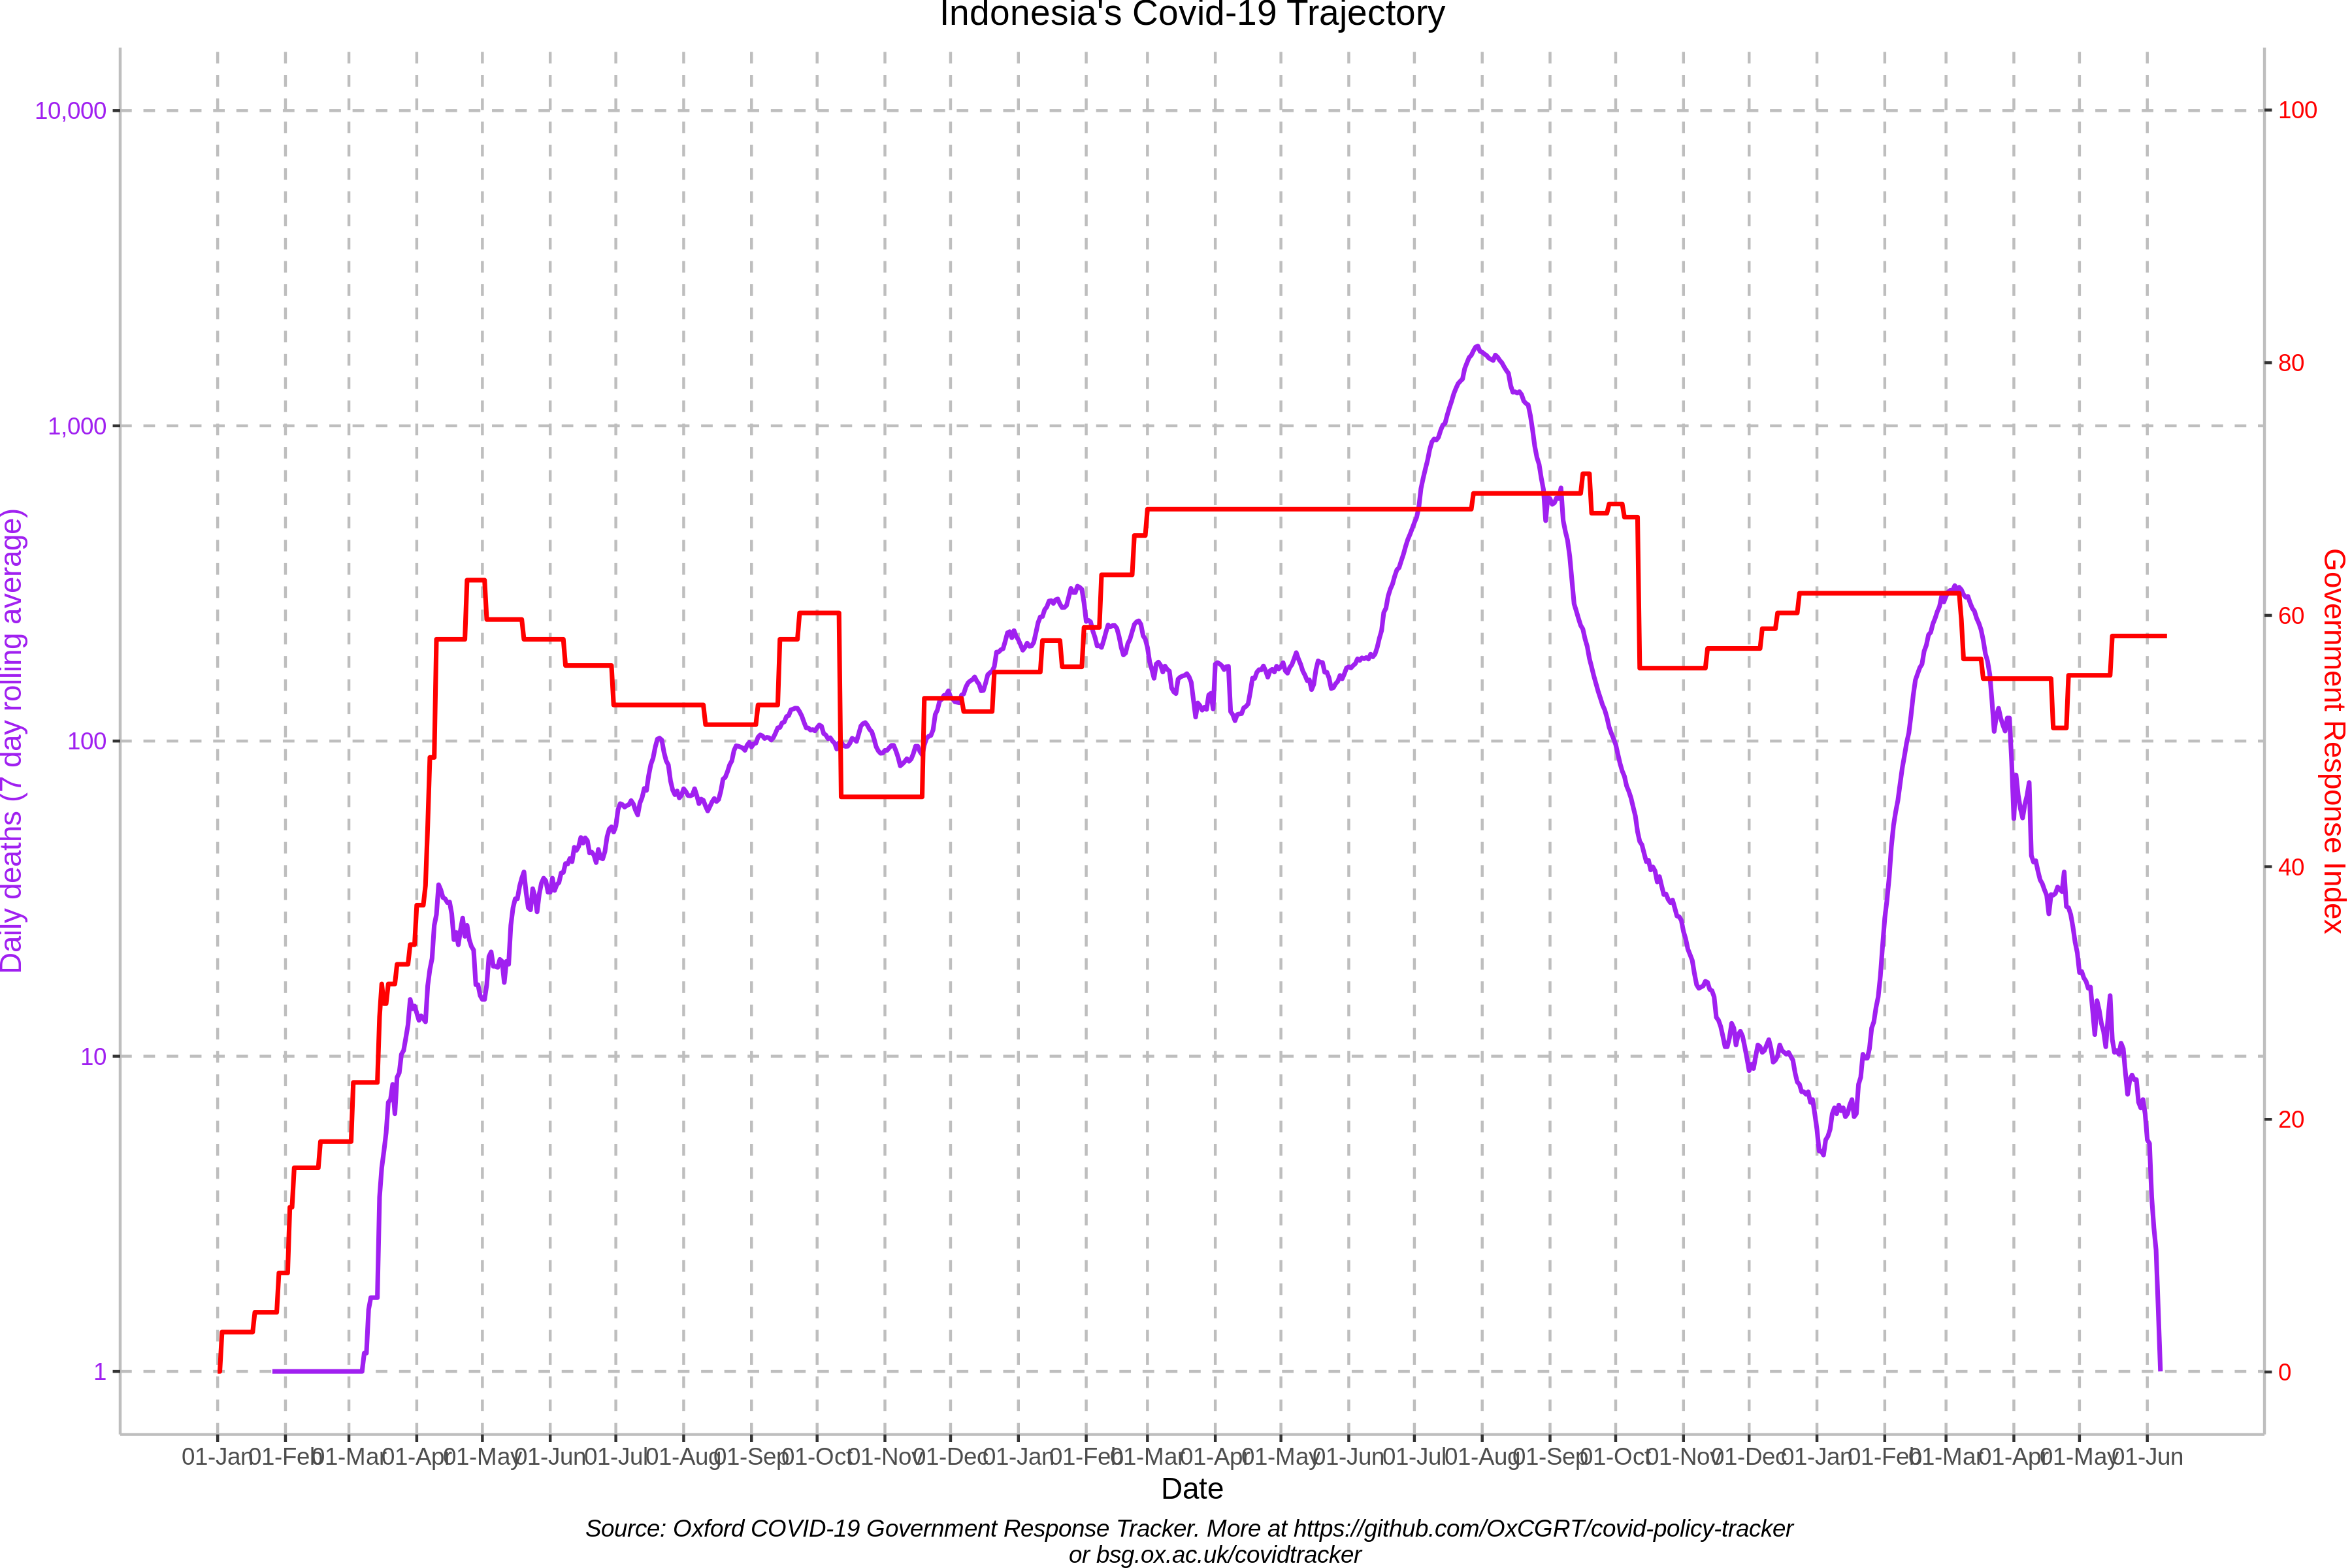 Indonesia's Covid-19 Trajectory
10,000
1,000
100
10
1
Daily deaths (7 day rolling average)
100
80
60
40
20
0
Government Response Index
01-Jan 01-Feb 01-Mar 01-Apr 01-May 01-Jun 01-Jul 01-Aug 01-Sep 01-Oct 01-Nov 01-Dec 01-Jan 01-Feb 01-Mar 01-Apr 01-May 01-Jun 01-Jul 01-Aug 01-Sep 01-Oct 01-Nov 01-Dec 01-Jan 01-Feb 01-Mar 01-Apr 01-May 01-Jun
Date
Source: Oxford COVID-19 Government Response Tracker. More at https://github.com/OxCGRT/covid-policy-tracker
or bsg.ox.ac.uk/covidtracker